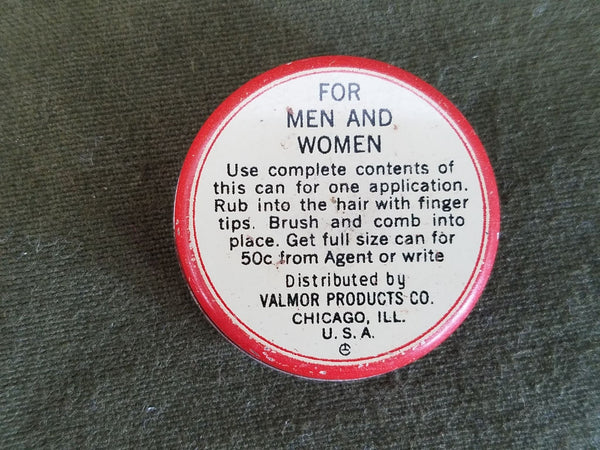 FOR
MEN AND
WOMEN
Use complete contents of
this can for one application.
Rub into the hair with finger
tips. Brush and comb into
place. Get full size can for
50c from Agent or write
Distributed by
VALMOR PRODUCTS CO.
CHICAGO, ILL.
U. S. A.